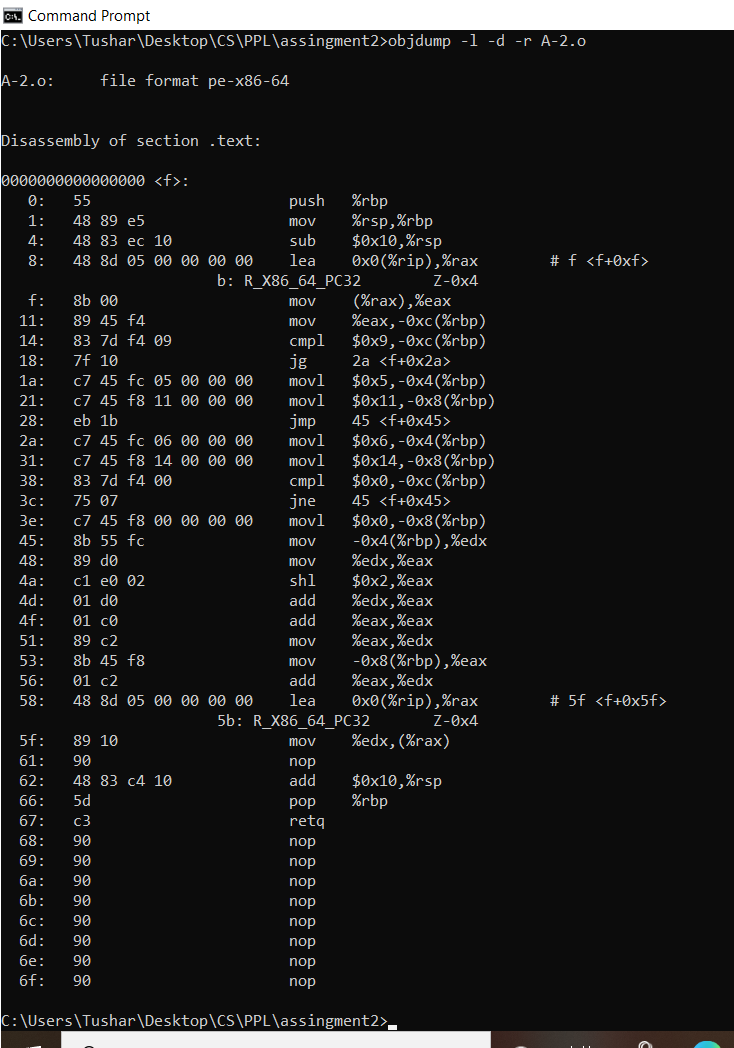 Command Prompt
C:\Users\Tushar\Desktop\CS\PPL\assingment2>objdump -l -d -r A-2.o
A-2.o:     file format pe-x86-64
Disassembly of section .text:
0000000000000000 <f>:
   0:   55                      push   %rbp
   1:   48 89 e5                mov    %rsp,%rbp
   4:   48 83 ec 10             sub    $0x10,%rsp
   8:   48 8d 05 00 00 00 00    lea    0x0(%rip),%rax        # f <f+0xf>
                        b: R_X86_64_PC32        Z-0x4
   f:   8b 00                   mov    (%rax),%eax
  11:   89 45 f4                mov    %eax,-0xc(%rbp)
  14:   83 7d f4 09             cmpl   $0x9,-0xc(%rbp)
  18:   7f 10                   jg     2a <f+0x2a>
  1a:   c7 45 fc 05 00 00 00    movl   $0x5,-0x4(%rbp)
  21:   c7 45 f8 11 00 00 00    movl   $0x11,-0x8(%rbp)
  28:   eb 1b                   jmp    45 <f+0x45>
  2a:   c7 45 fc 06 00 00 00    movl   $0x6,-0x4(%rbp)
  31:   c7 45 f8 14 00 00 00    movl   $0x14,-0x8(%rbp)
  38:   83 7d f4 00             cmpl   $0x0,-0xc(%rbp)
  3c:   75 07                   jne    45 <f+0x45>
  3e:   c7 45 f8 00 00 00 00    movl   $0x0,-0x8(%rbp)
  45:   8b 55 fc                mov    -0x4(%rbp),%edx
  48:   89 d0                   mov    %edx,%eax
  4a:   c1 e0 02                shl    $0x2,%eax
  4d:   01 d0                   add    %edx,%eax
  4f:   01 c0                   add    %eax,%eax
  51:   89 c2                   mov    %eax,%edx
  53:   8b 45 f8                mov    -0x8(%rbp),%eax
  56:   01 c2                   add    %eax,%edx
  58:   48 8d 05 00 00 00 00    lea    0x0(%rip),%rax        # 5f <f+0x5f>
                        5b: R_X86_64_PC32       Z-0x4
  5f:   89 10                   mov    %edx,(%rax)
  61:   90                      nop
  62:   48 83 c4 10             add    $0x10,%rsp
  66:   5d                      pop    %rbp
  67:   c3                      retq
  68:   90                      nop
  69:   90                      nop
  6a:   90                      nop
  6b:   90                      nop
  6c:   90                      nop
  6d:   90                      nop
  6e:   90                      nop
  6f:   90                      nop
C:\Users\Tushar\Desktop\CS\PPL\assingment2>